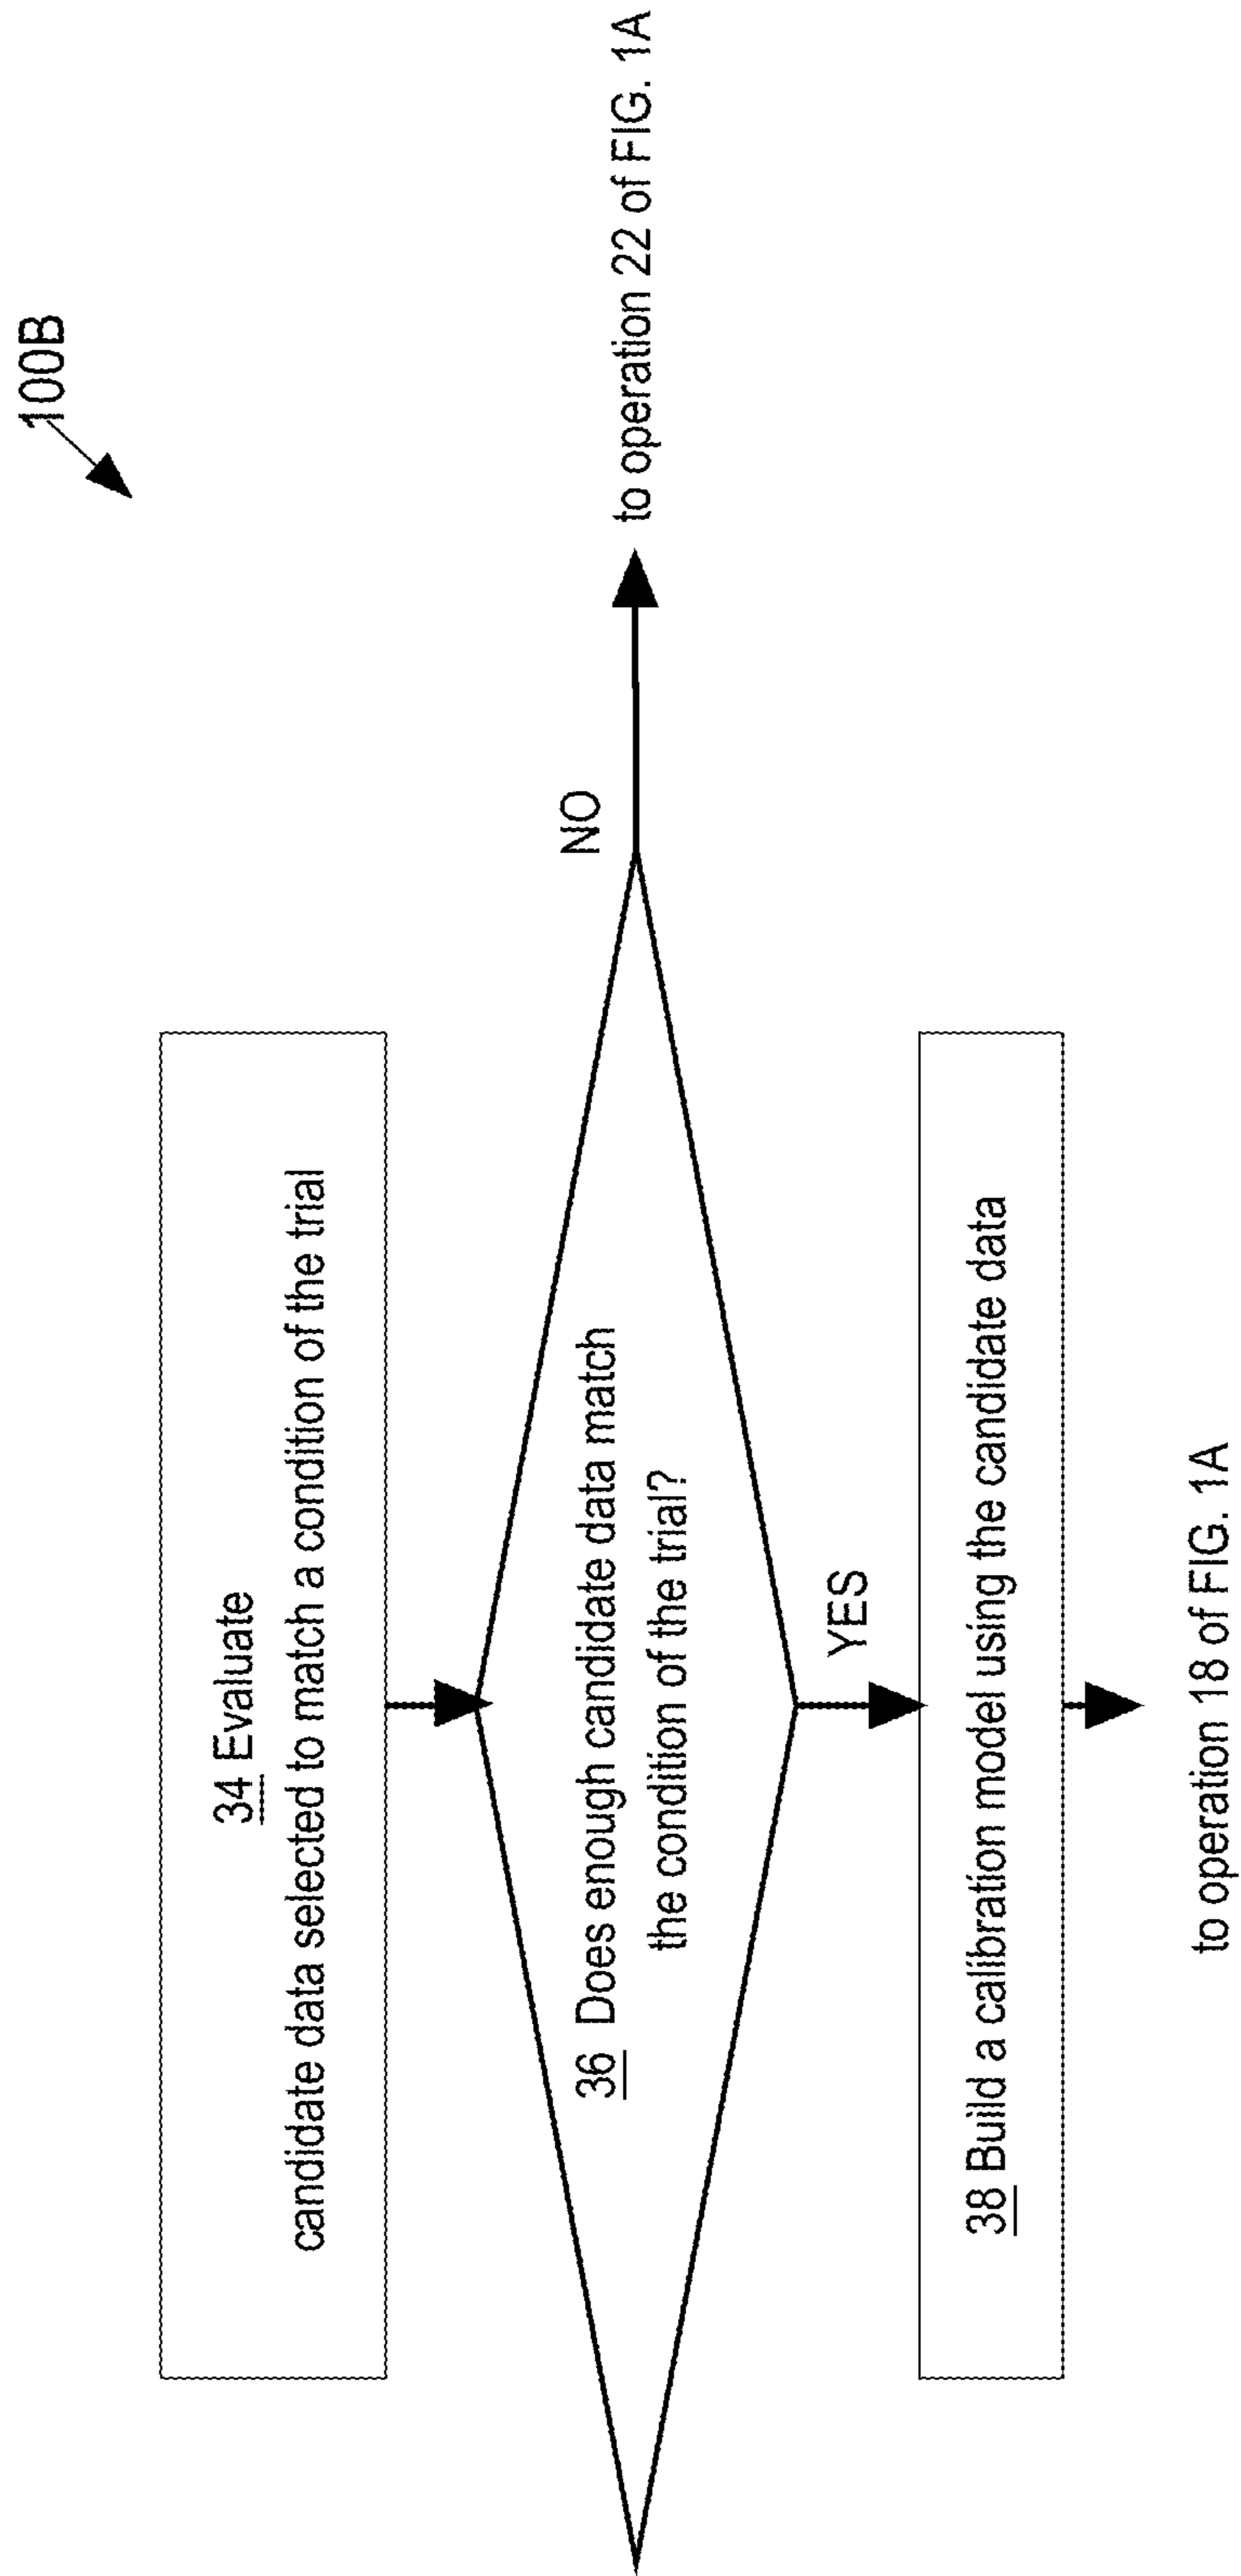 100B
34 Evaluate
candidate data selected to match a condition of the trial
36 Does enough candidate data match
the condition of the trial?
NO
to operation 22 of FIG. 1A
YES
38 Build a calibration model using the candidate data
to operation 18 of FIG. 1A